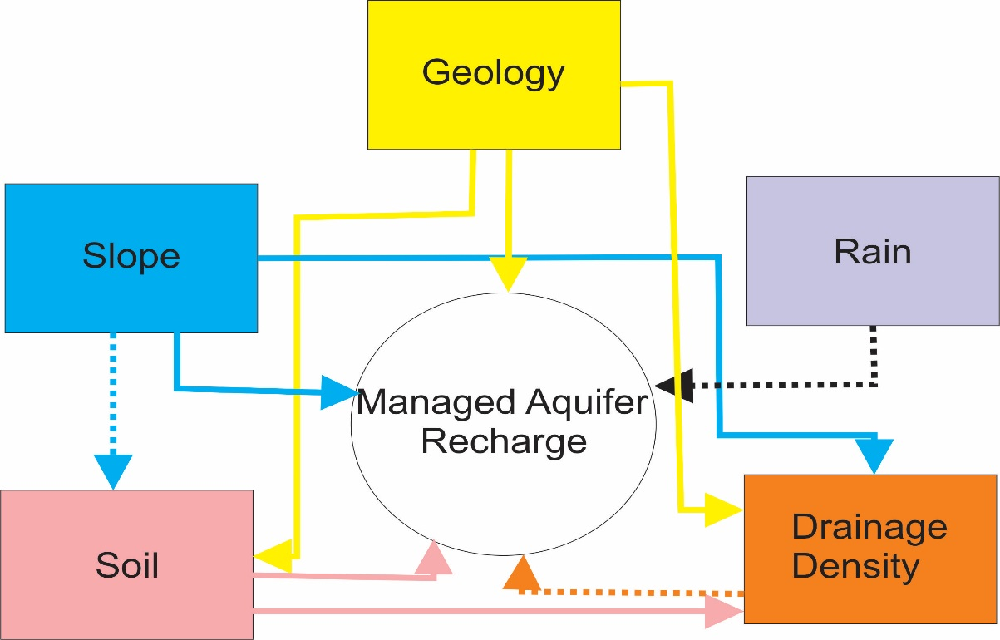 Geology
Slope
Rain
Managed Aquifer
Recharge
Soil
Drainage
Density